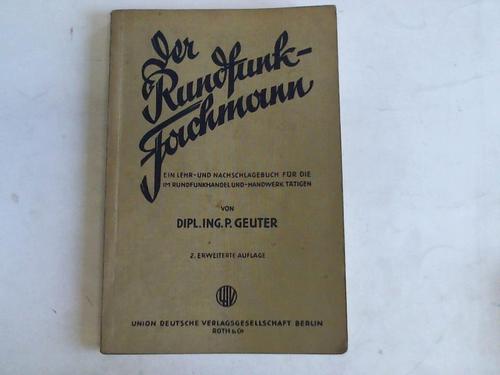 Der
Rundfunk-
Fachmann
EIN LEHR- UND NACHSCHLAGEBUCH FÜR DIE
IM RUNDFUNKHANDEL UND -HANDWERK TÄTIGEN
VON
DIPL. ING. P. GEUTER
2. ERWEITERTE AUFLAGE
UDV
UNION DEUTSCHE VERLAGSGESELLSCHAFT BERLIN
ROTH & Co